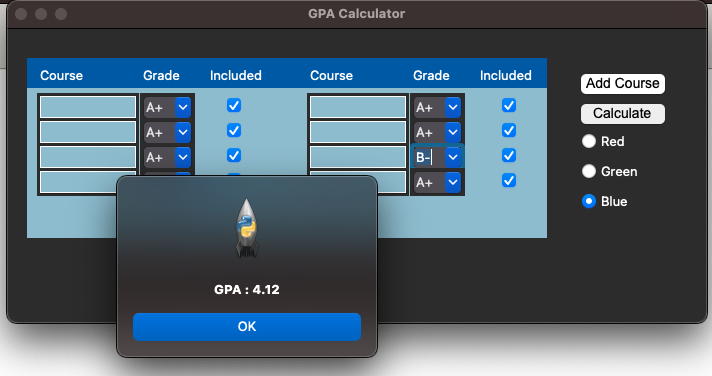 GPA Calculator
Course Grade Included Course Grade Included
A+ A+
A+ A+
A+ B-
A+
Add Course
Calculate
Red
Green
Blue
GPA : 4.12
OK